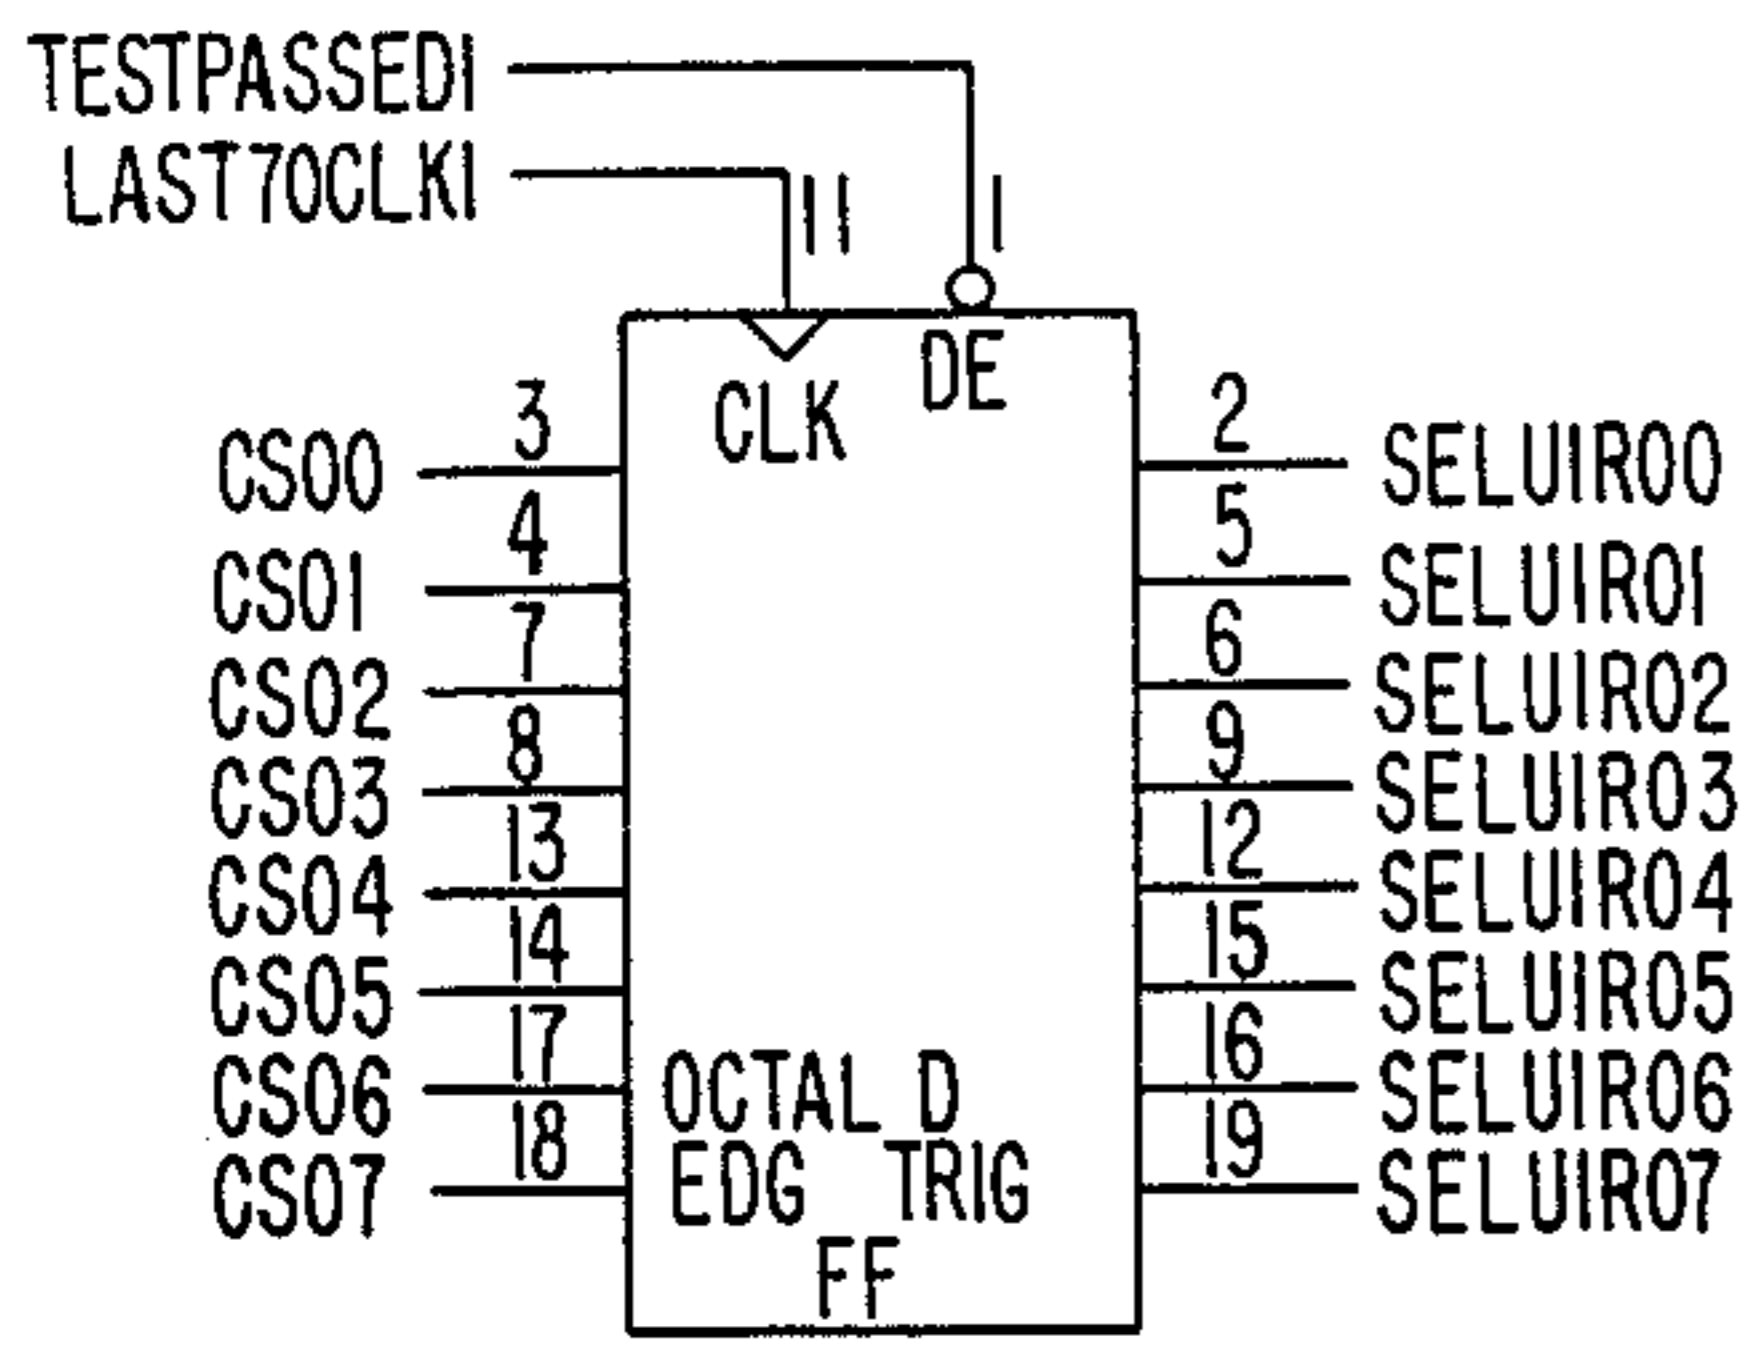 TESTPASSED1
LAST70CLK1
11 1
CLK DE
3 2
CS00 SELUIR00
4 5
CS01 SELUIR01
7 6
CS02 SELUIR02
8 9
CS03 SELUIR03
13 12
CS04 SELUIR04
14 15
CS05 SELUIR05
17 16
CS06 SELUIR06
18 19
CS07 SELUIR07
OCTAL D
EDG TRIG
FF